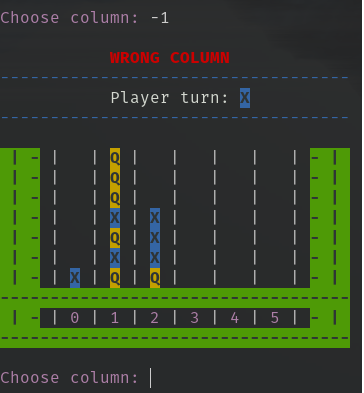 Choose column: -1
WRONG COLUMN
-----------------------------------
Player turn: X
-----------------------------------
| - |   | Q |   |   |   |   | - |
| - |   | Q |   |   |   |   | - |
| - |   | Q |   |   |   |   | - |
| - |   | X | X |   |   |   | - |
| - |   | Q | X |   |   |   | - |
| - |   | X | X |   |   |   | - |
| - | X | Q | Q |   |   |   | - |
-----------------------------------
| - | 0 | 1 | 2 | 3 | 4 | 5 | - |
-----------------------------------
Choose column: